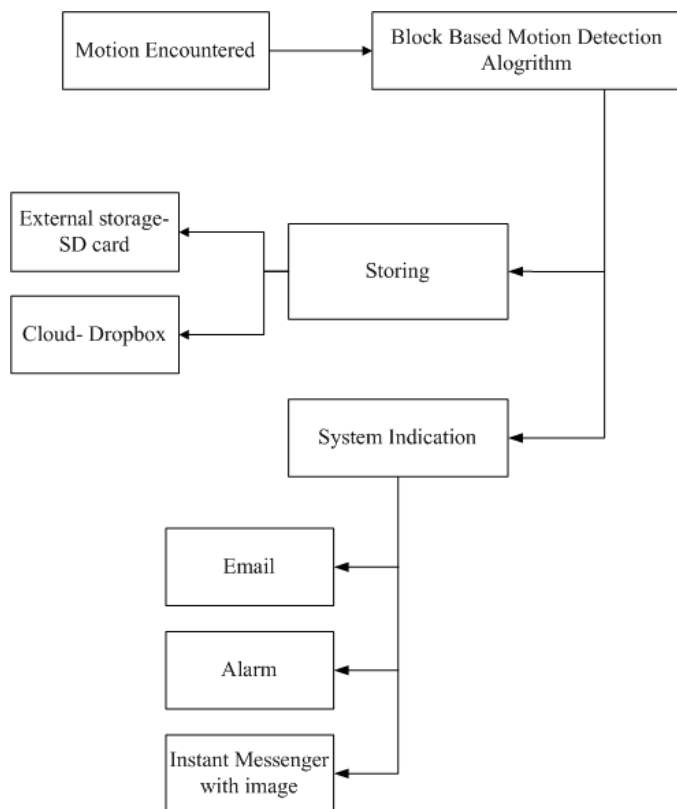 Motion Encountered
Block Based Motion Detection
Alogrithm
External storage-
SD card
Storing
Cloud- Dropbox
System Indication
Email
Alarm
Instant Messenger
with image